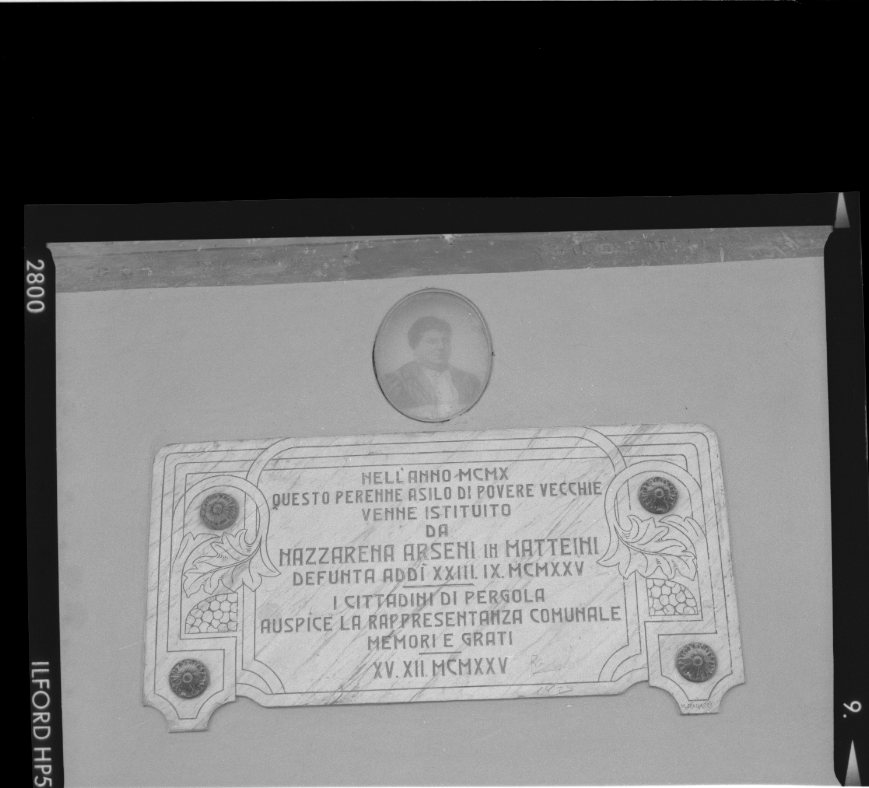 NELL'ANNO MCMX
QUESTO PERENNE ASILO DI POVERE VECCHIE
VENNE ISTITUITO
DA
NAZZARENA ARSENI IN MATTEINI
DEFUNTA ADDÌ XXIII. IX. MCMXXV
I CITTADINI DI PERGOLA
AUSPICE LA RAPPRESENTANZA COMUNALE
MEMORI E GRATI
XV. XII. MCMXXV
2800
ILFORD HP5
9.